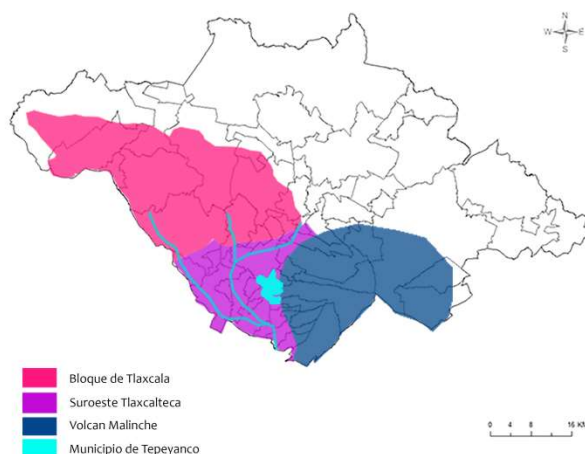 N
W E
S
Bloque de Tlaxcala
Suroeste Tlaxcalteca
Volcan Malinche
Municipio de Tepeyanco
0 4 8 16 KM